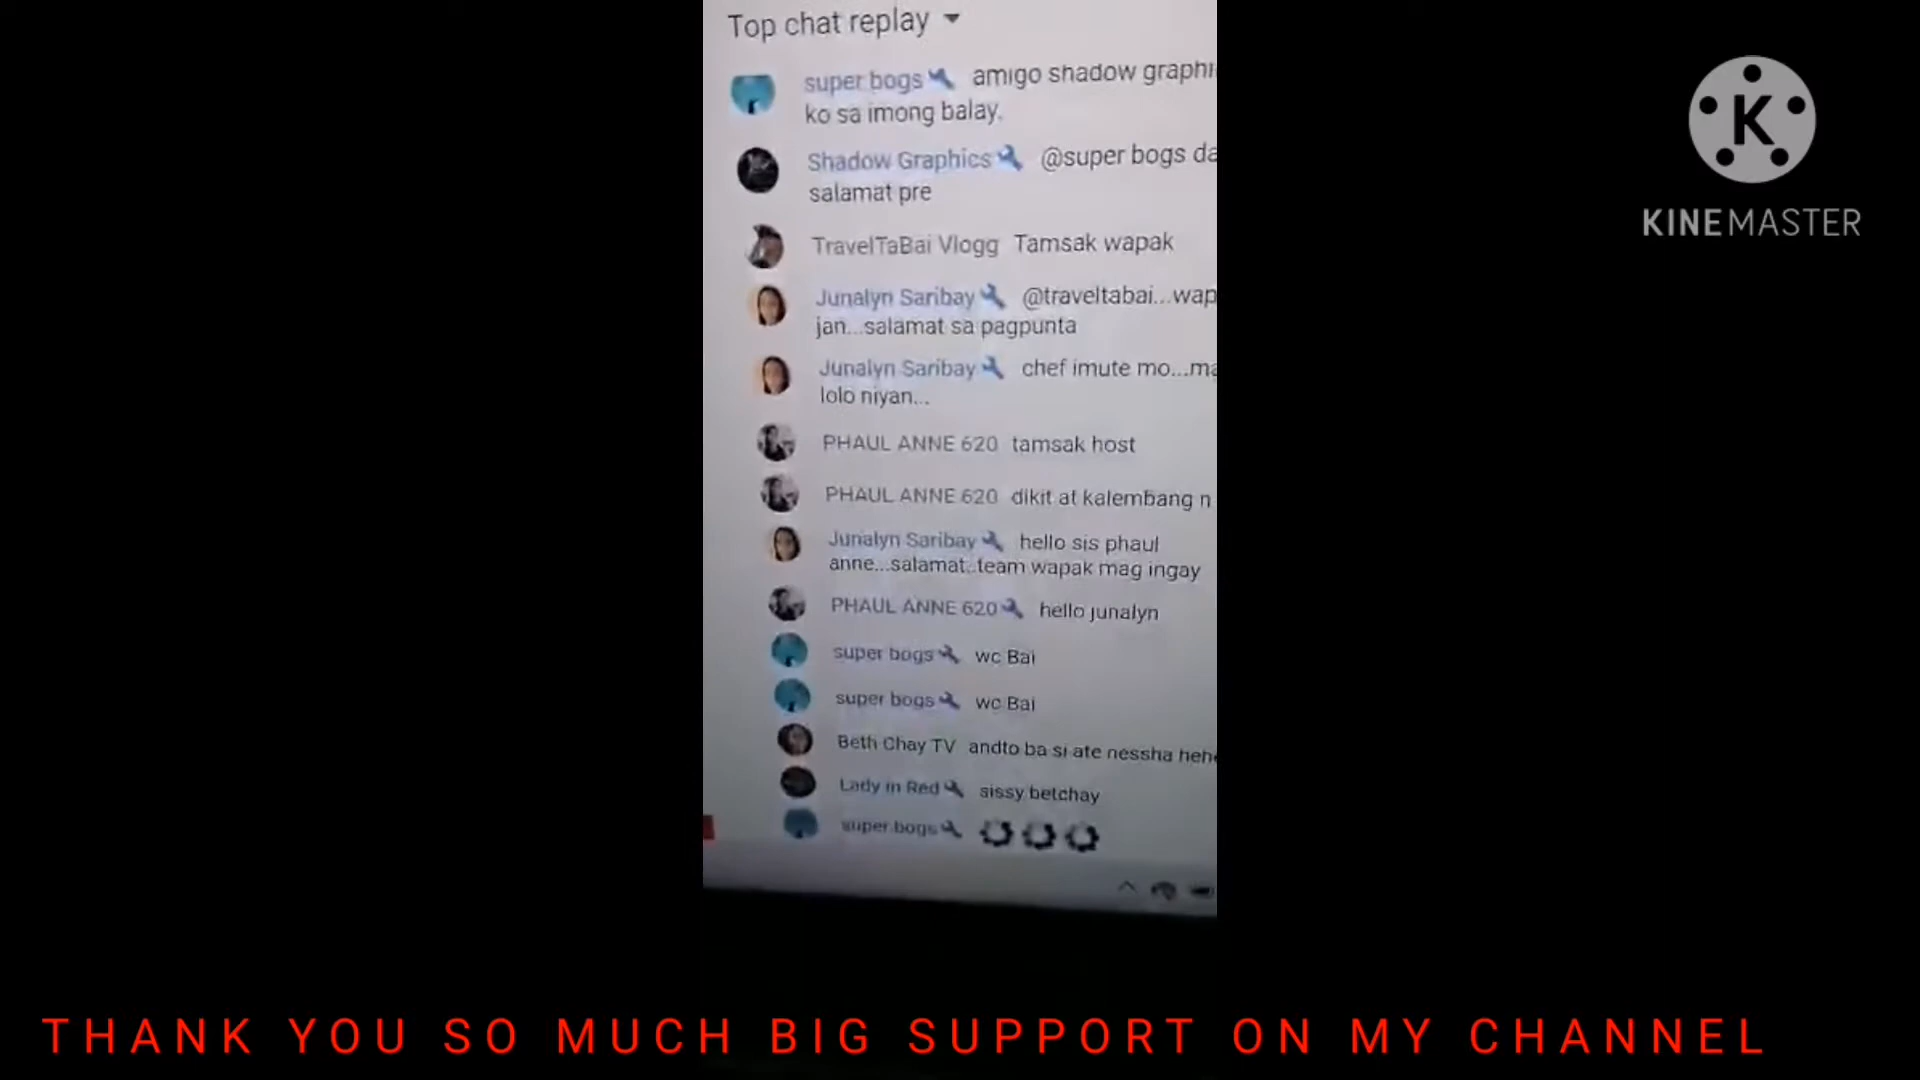 Top chat replay
super bogs amigo shadow graphi
ko sa imong balay.
Shadow Graphics @super bogs da
salamat pre
TravelTaBai Vlogg Tamsak wapak
Junalyn Saribay @traveltabai...wap
jan...salamat sa pagpunta
Junalyn Saribay chef imute mo...ma
lolo niyan...
PHAUL ANNE 620 tamsak host
PHAUL ANNE 620 dikit at kalembang n
Junalyn Saribay hello sis phaul
anne...salamat..team wapak mag ingay
PHAUL ANNE 620 hello junalyn
super bogs wc Bai
super bogs wc Bai
Beth Chay TV andto ba si ate nessha hehe
Lady in Red sissy betchay
super bogs
K
KINEMASTER
THANK YOU SO MUCH BIG SUPPORT ON MY CHANNEL